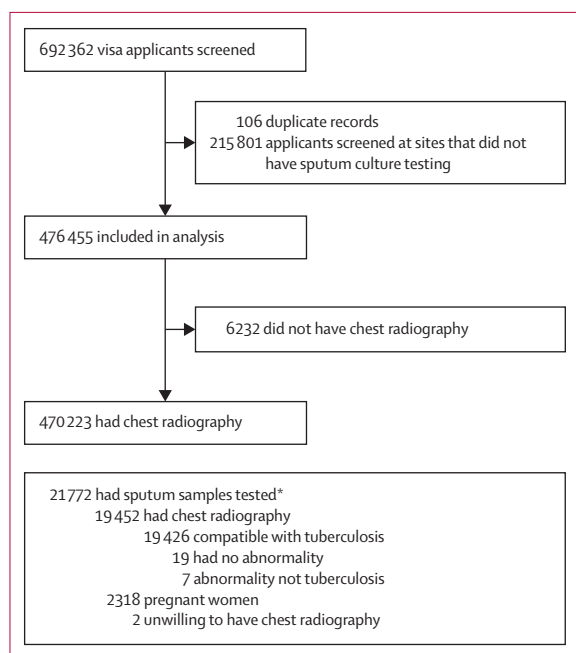 692 362 visa applicants screened
106 duplicate records
215 801 applicants screened at sites that did not
have sputum culture testing
476 455 included in analysis
6232 did not have chest radiography
470 223 had chest radiography
21 772 had sputum samples tested*
19 452 had chest radiography
19 426 compatible with tuberculosis
19 had no abnormality
7 abnormality not tuberculosis
2318 pregnant women
2 unwilling to have chest radiography